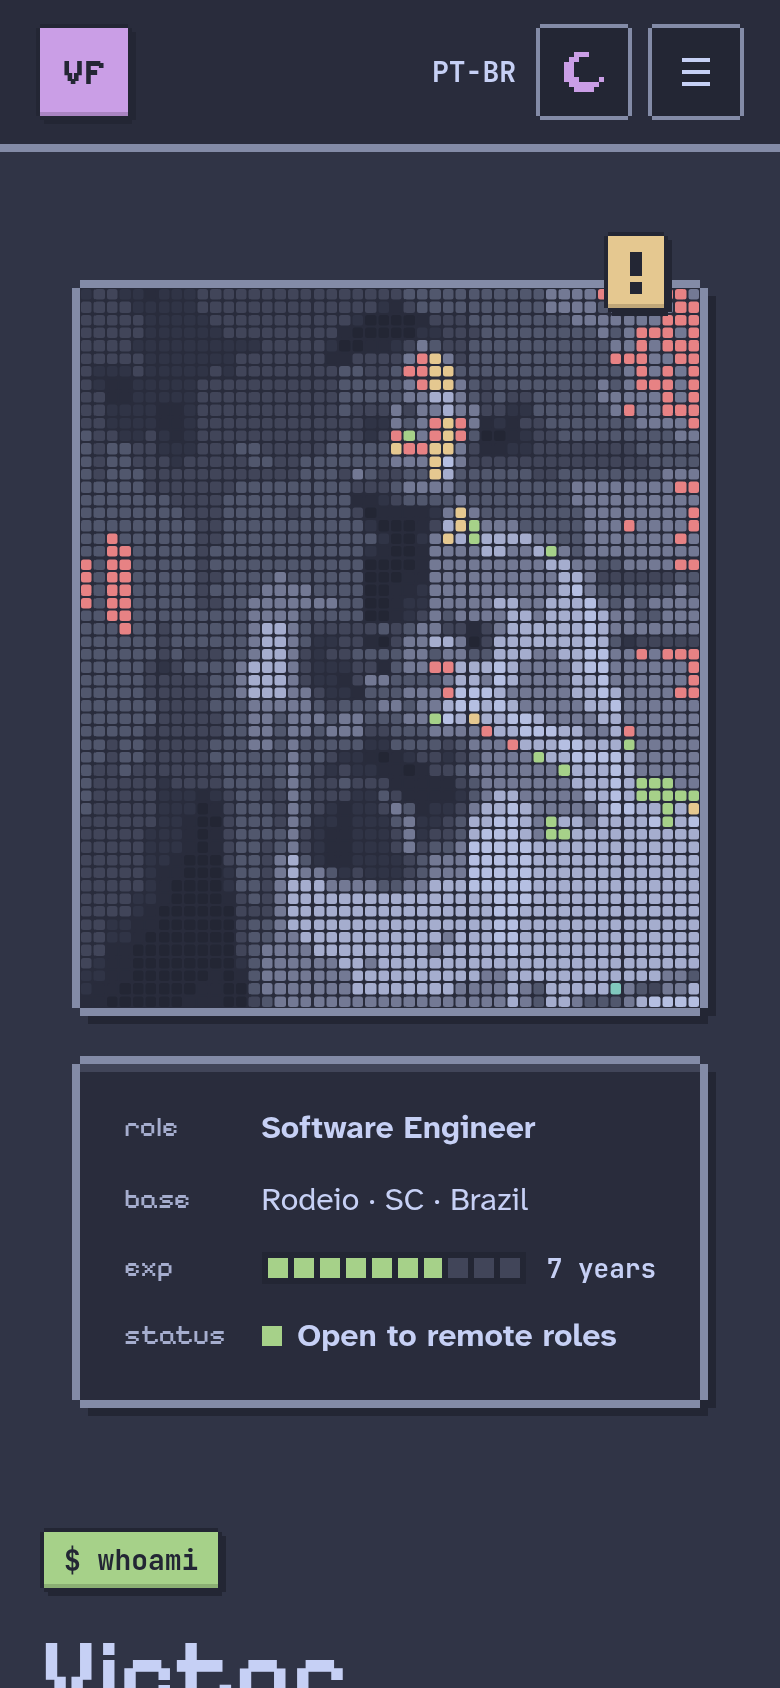 VF
PT-BR
!
role Software Engineer
base Rodeio · SC · Brazil
exp 7 years
status Open to remote roles
$ whoami
Victor